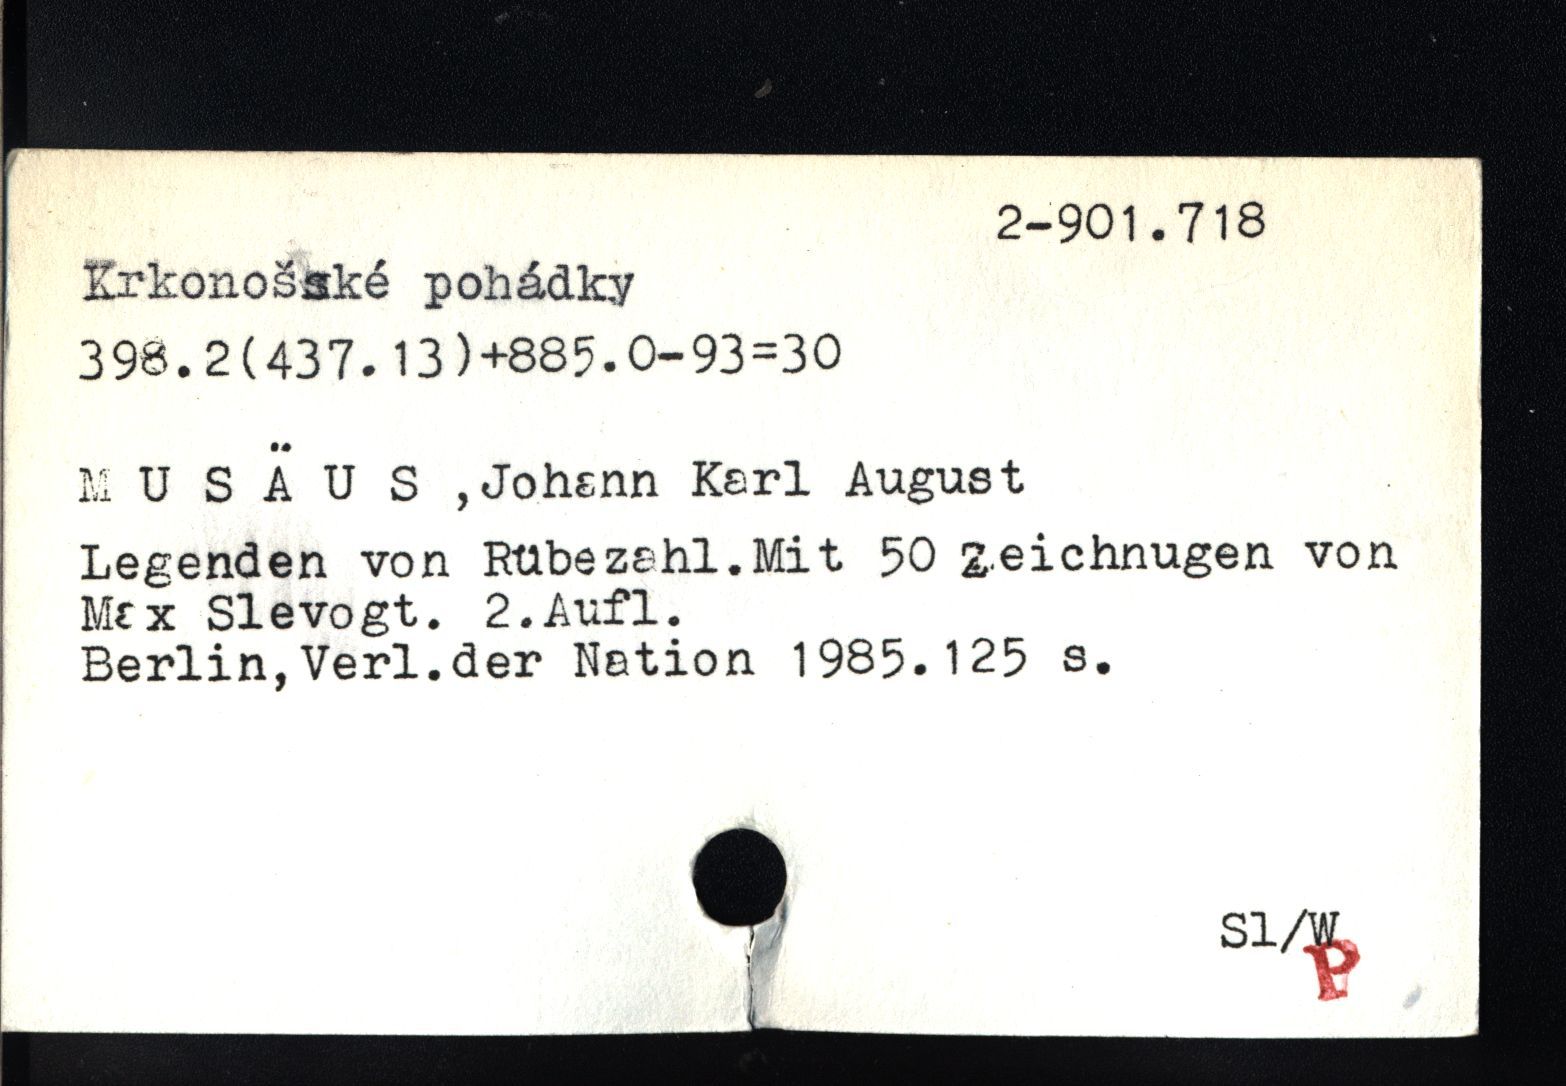 2-901.718
Krkonošské pohádky
398.2(437.13)+885.0-93=30
M U S Ä U S ,Johann Karl August
Legenden von Rübezahl.Mit 50 Zeichnugen von
Max Slevogt. 2.Aufl.
Berlin,Verl.der Nation 1985.125 s.
Sl/W
P